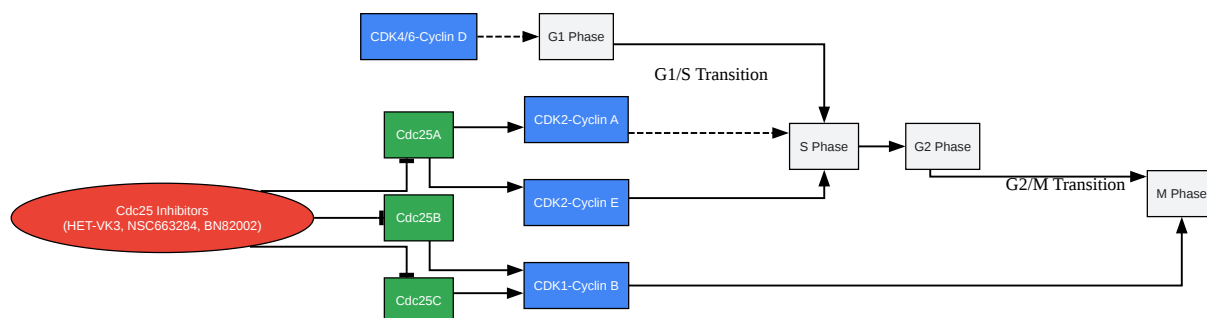 CDK4/6-Cyclin D
G1 Phase
G1/S Transition
Cdc25A
CDK2-Cyclin A
S Phase
G2 Phase
G2/M Transition
M Phase
CDK2-Cyclin E
Cdc25 Inhibitors
(HET-VK3, NSC663284, BN82002)
Cdc25B
Cdc25C
CDK1-Cyclin B